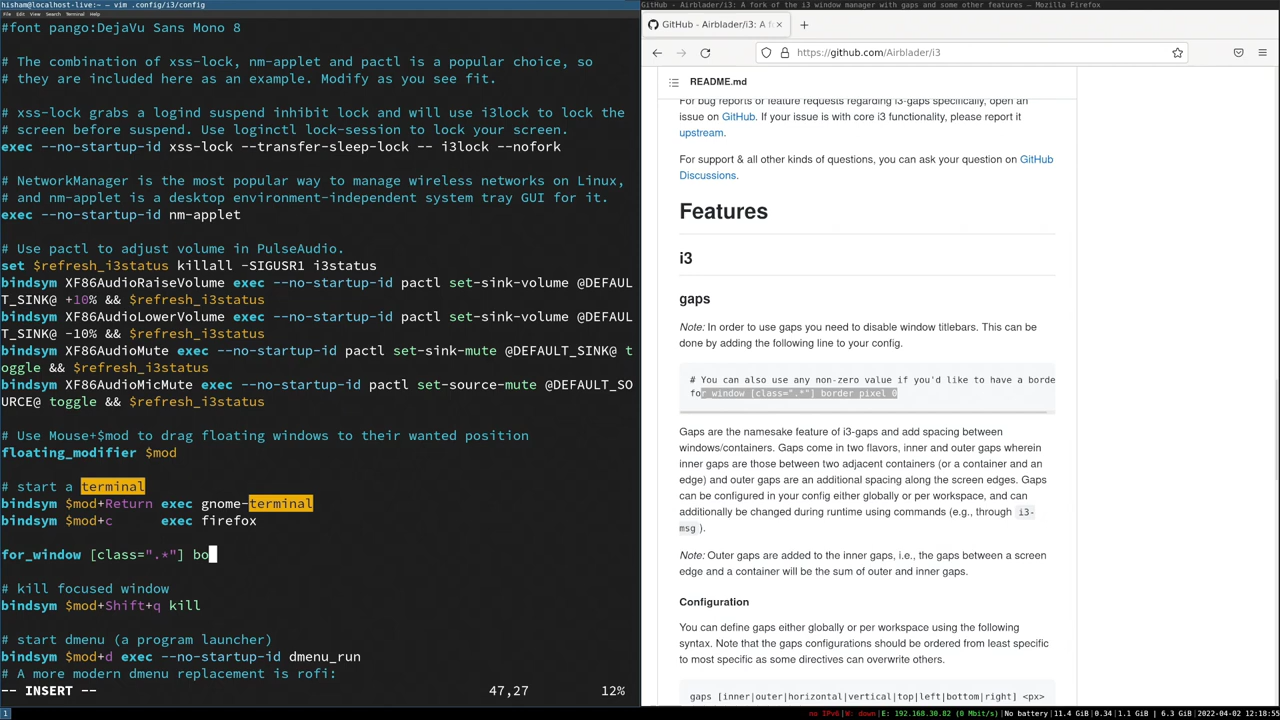 hisham@localhost-live:~ — vim .config/i3/config
File Edit View Search Terminal Help
#font pango:DejaVu Sans Mono 8
# The combination of xss-lock, nm-applet and pactl is a popular choice, so
# they are included here as an example. Modify as you see fit.
# xss-lock grabs a logind suspend inhibit lock and will use i3lock to lock the
# screen before suspend. Use loginctl lock-session to lock your screen.
exec --no-startup-id xss-lock --transfer-sleep-lock -- i3lock --nofork
# NetworkManager is the most popular way to manage wireless networks on Linux,
# and nm-applet is a desktop environment-independent system tray GUI for it.
exec --no-startup-id nm-applet
# Use pactl to adjust volume in PulseAudio.
set $refresh_i3status killall -SIGUSR1 i3status
bindsym XF86AudioRaiseVolume exec --no-startup-id pactl set-sink-volume @DEFAUL
T_SINK@ +10% && $refresh_i3status
bindsym XF86AudioLowerVolume exec --no-startup-id pactl set-sink-volume @DEFAUL
T_SINK@ -10% && $refresh_i3status
bindsym XF86AudioMute exec --no-startup-id pactl set-sink-mute @DEFAULT_SINK@ t
oggle && $refresh_i3status
bindsym XF86AudioMicMute exec --no-startup-id pactl set-source-mute @DEFAULT_SO
URCE@ toggle && $refresh_i3status
# Use Mouse+$mod to drag floating windows to their wanted position
floating_modifier $mod
# start a terminal
bindsym $mod+Return exec gnome-terminal
bindsym $mod+c exec firefox
for_window [class=".*"] bo
# kill focused window
bindsym $mod+Shift+q kill
# start dmenu (a program launcher)
bindsym $mod+d exec --no-startup-id dmenu_run
# A more modern dmenu replacement is rofi:
-- INSERT -- 47,27 12%
GitHub - Airblader/i3: A fork of the i3 window manager with gaps and some other features — Mozilla Firefox
GitHub - Airblader/i3: A f
https://github.com/Airblader/i3
README.md
For bug reports or feature requests regarding i3-gaps specifically, open an
issue on GitHub. If your issue is with core i3 functionality, please report it
upstream.
For support & all other kinds of questions, you can ask your question on GitHub
Discussions.
Features
i3
gaps
Note: In order to use gaps you need to disable window titlebars. This can be
done by adding the following line to your config.
# You can also use any non-zero value if you'd like to have a borde
for_window [class=".*"] border pixel 0
Gaps are the namesake feature of i3-gaps and add spacing between
windows/containers. Gaps come in two flavors, inner and outer gaps wherein
inner gaps are those between two adjacent containers (or a container and an
edge) and outer gaps are an additional spacing along the screen edges. Gaps
can be configured in your config either globally or per workspace, and can
additionally be changed during runtime using commands (e.g., through i3-
msg ).
Note: Outer gaps are added to the inner gaps, i.e., the gaps between a screen
edge and a container will be the sum of outer and inner gaps.
Configuration
You can define gaps either globally or per workspace using the following
syntax. Note that the gaps configurations should be ordered from least specific
to most specific as some directives can overwrite others.
gaps [inner|outer|horizontal|vertical|top|left|bottom|right] <px>
1
no IPv6|W: down|E: 192.168.30.82 (0 Mbit/s)|No battery|11.4 GiB|0.34|1.1 GiB | 6.3 GiB|2022-04-02 12:18:55